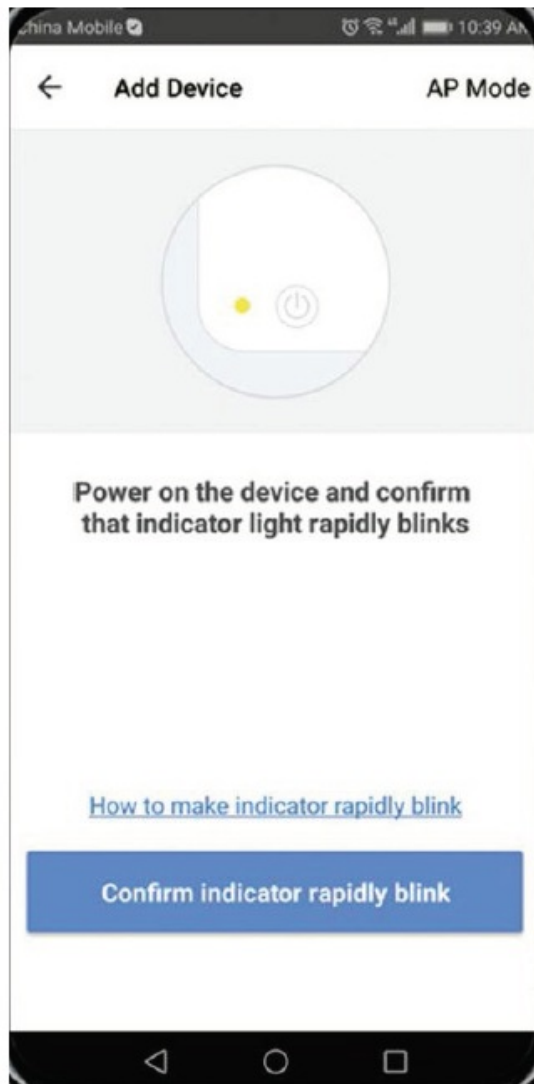 China Mobile
10:39 AM
Add Device
AP Mode
Power on the device and confirm
that indicator light rapidly blinks
How to make indicator rapidly blink
Confirm indicator rapidly blink